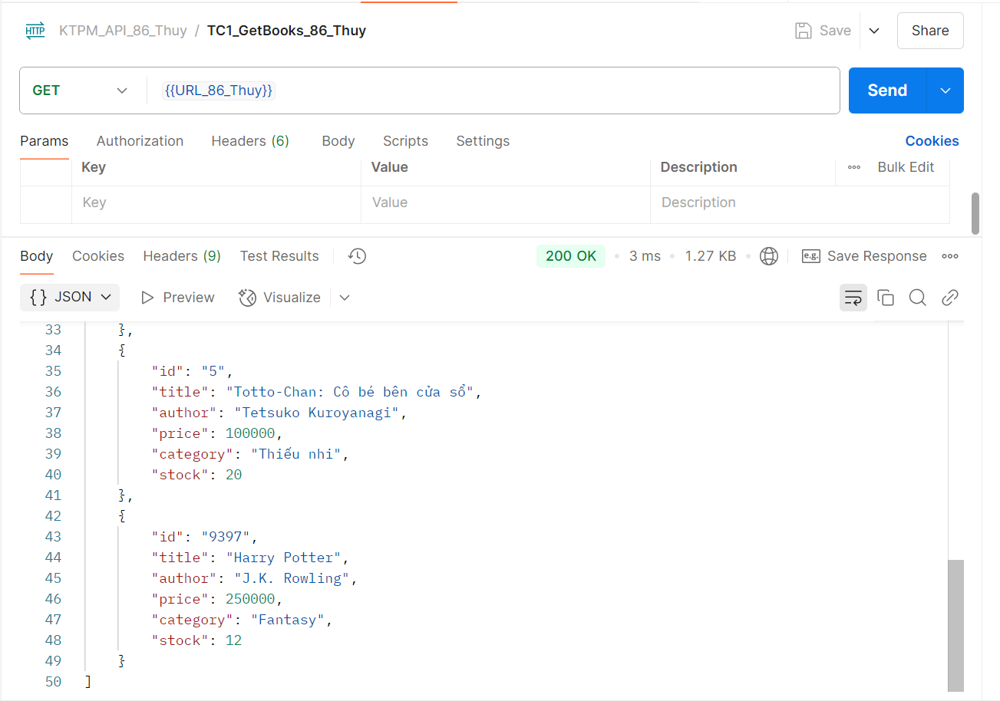 HTTP KTPM_API_86_Thuy / TC1_GetBooks_86_Thuy Save Share
GET {{URL_86_Thuy}} Send
Params Authorization Headers (6) Body Scripts Settings Cookies
Key Value Description Bulk Edit
Key Value Description
Body Cookies Headers (9) Test Results 200 OK 3 ms 1.27 KB e.g. Save Response
{} JSON Preview Visualize
33 },
34 {
35 "id": "5",
36 "title": "Totto-Chan: Cô bé bên cửa sổ",
37 "author": "Tetsuko Kuroyanagi",
38 "price": 100000,
39 "category": "Thiếu nhi",
40 "stock": 20
41 },
42 {
43 "id": "9397",
44 "title": "Harry Potter",
45 "author": "J.K. Rowling",
46 "price": 250000,
47 "category": "Fantasy",
48 "stock": 12
49 }
50 ]